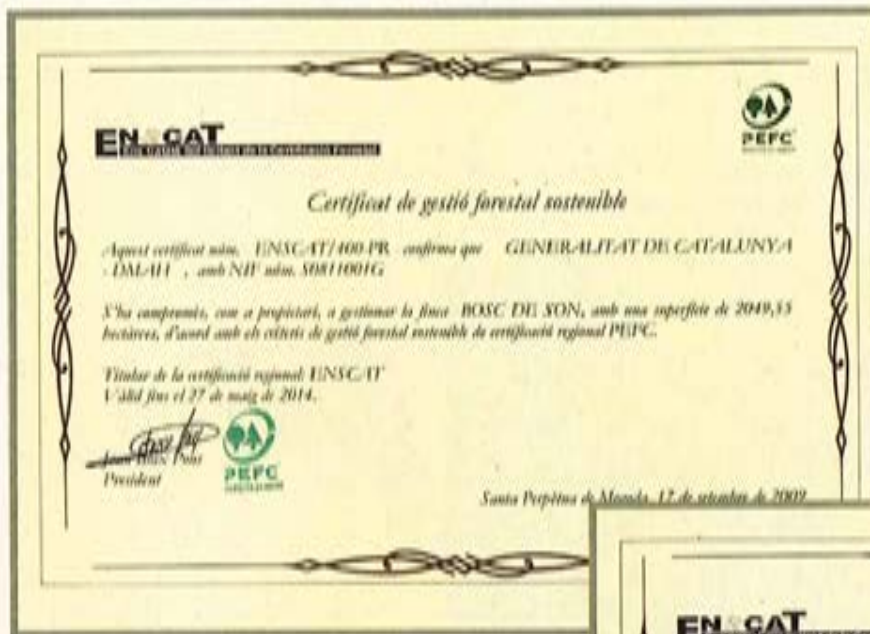 ENSCAT
PEFC
Certificat de gestió forestal sostenible
Aquest certificat núm. ENSCAT/400-PR confirma que GENERALITAT DE CATALUNYA
- DMAH , amb NIF núm. S0811001G
S'ha compromès, com a propietari, a gestionar la finca BOSC DE SON, amb una superfície de 2049,55
hectàrees, d'acord amb els criteris de gestió forestal sostenible de certificació regional PEFC.
Titular de la certificació regional: ENSCAT
Vàlid fins el 27 de maig de 2014.
President
PEFC
Santa Perpètua de Mogoda, 17 de setembre de 2009
ENSCAT